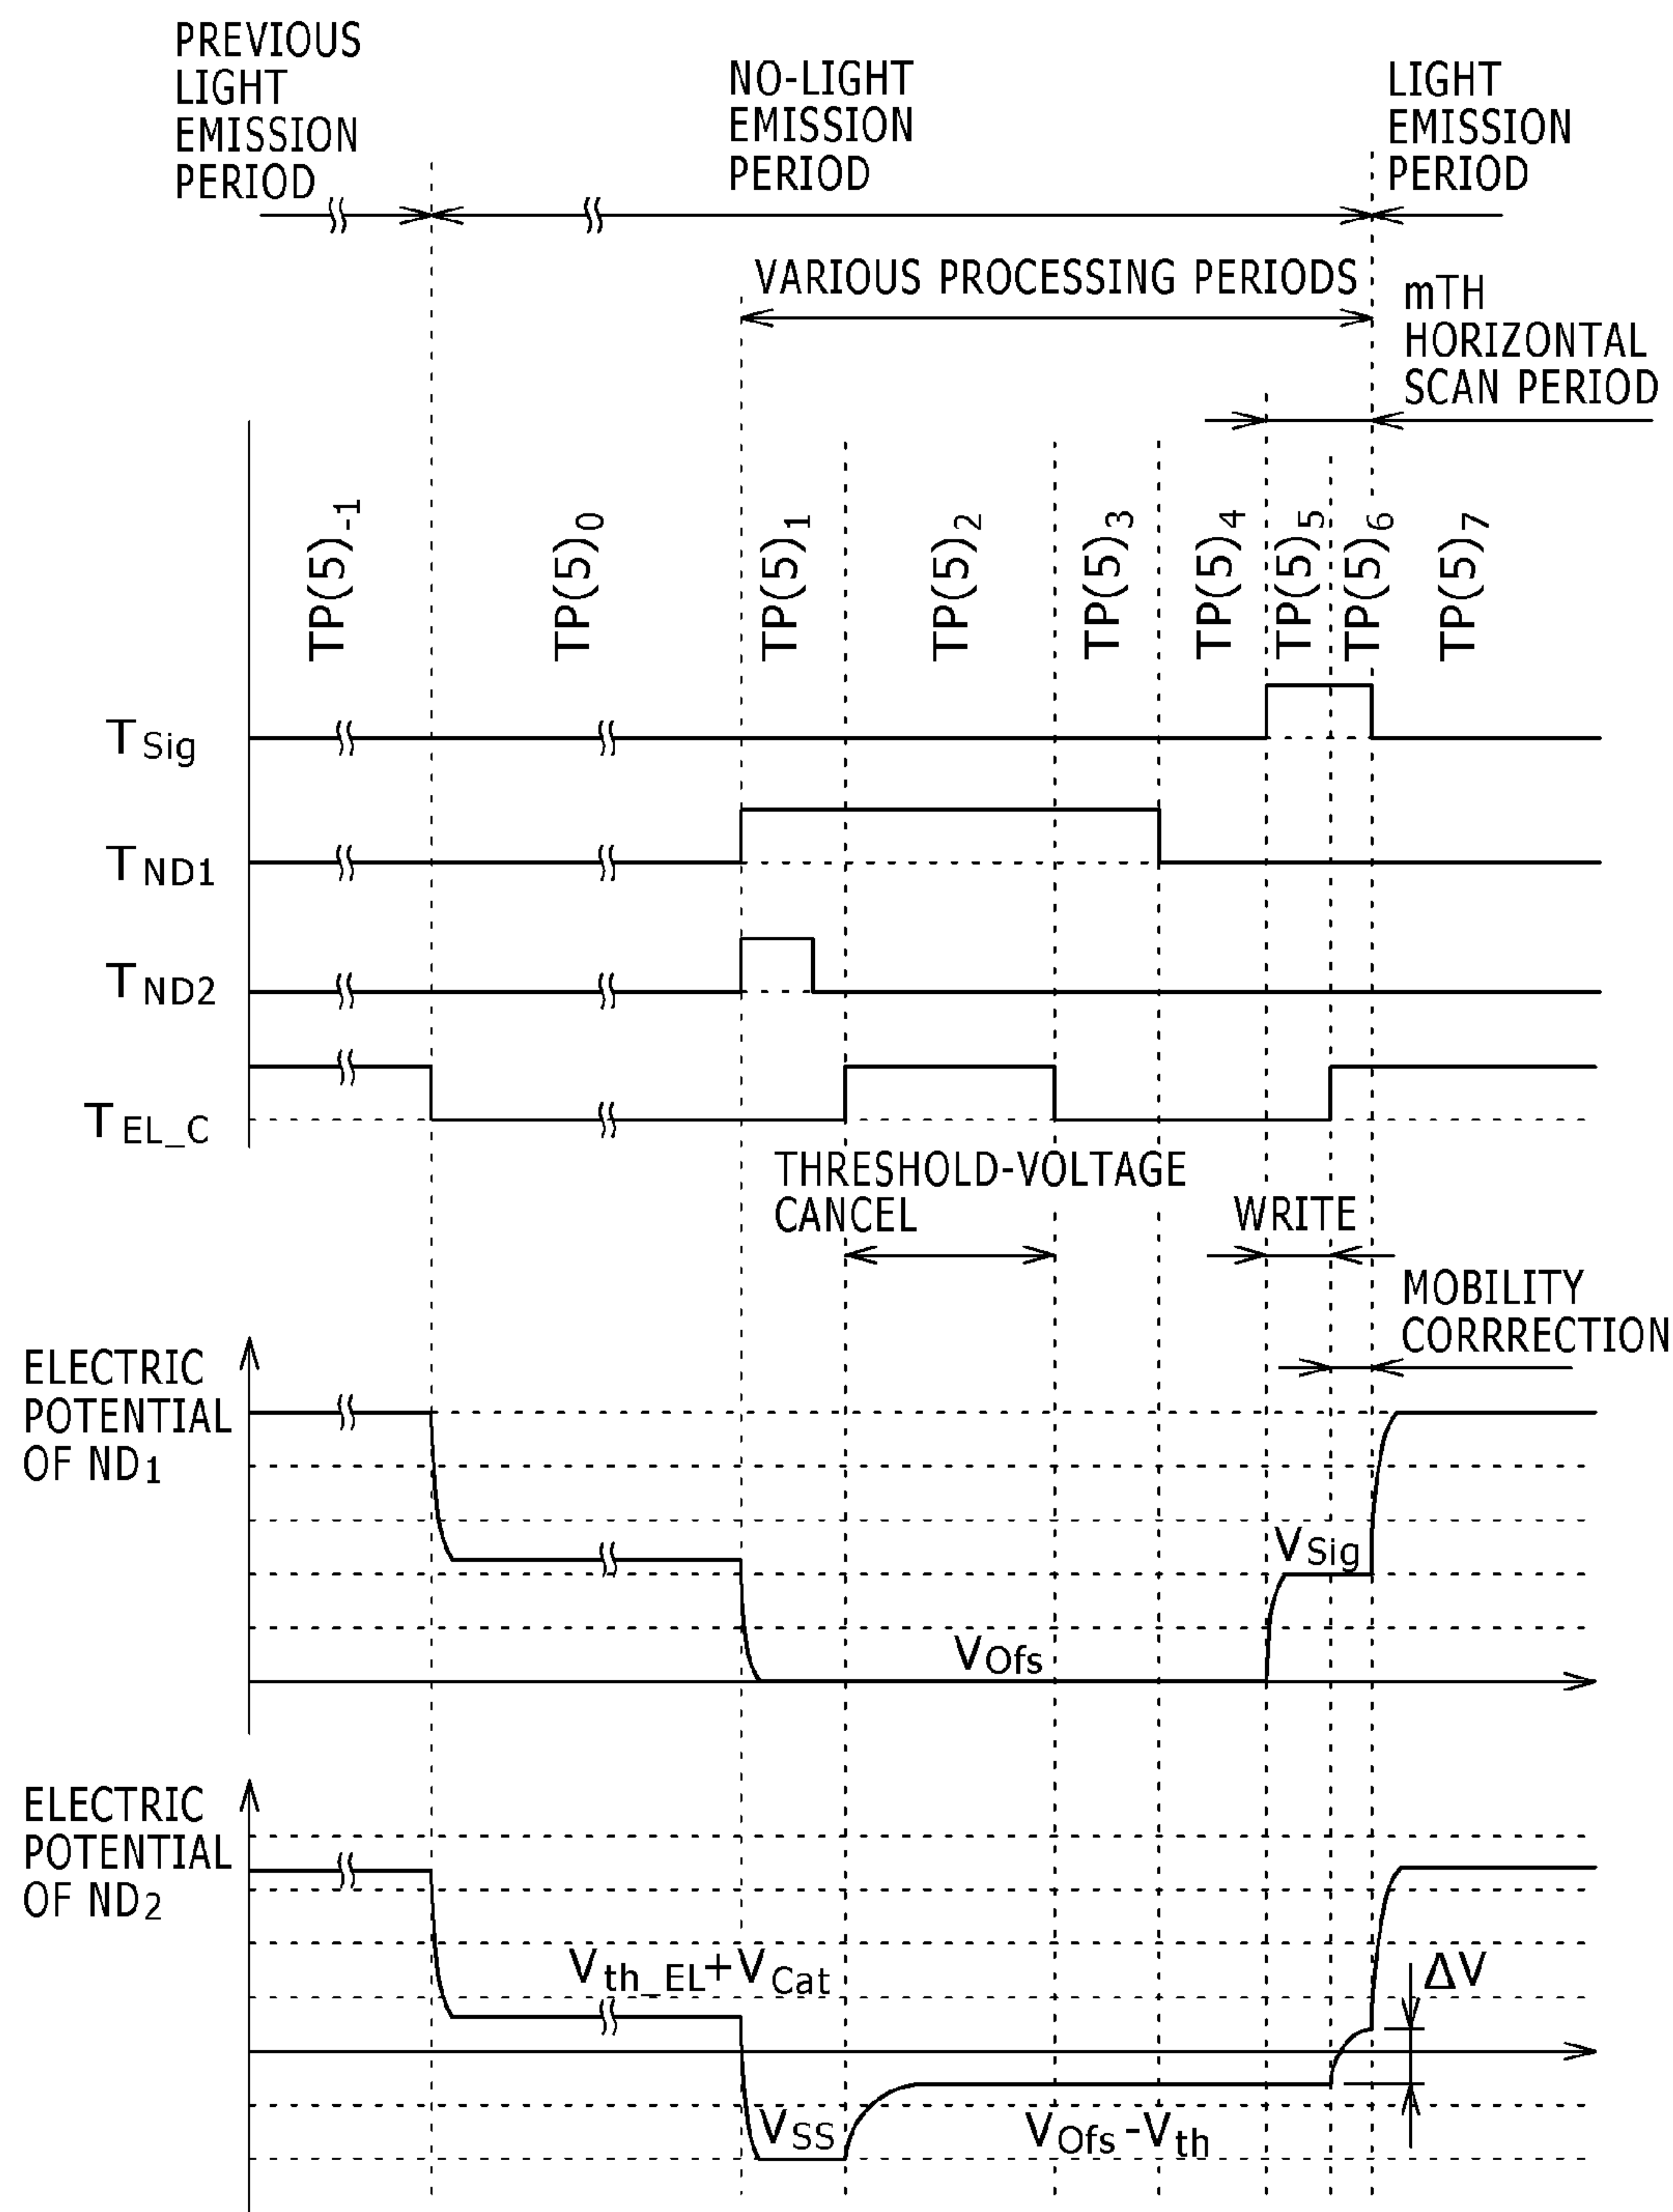 PREVIOUS
LIGHT
EMISSION
PERIOD
NO-LIGHT
EMISSION
PERIOD
LIGHT
EMISSION
PERIOD
VARIOUS PROCESSING PERIODS
mTH
HORIZONTAL
SCAN PERIOD
TP(5)-1
TP(5)0
TP(5)1
TP(5)2
TP(5)3
TP(5)4
TP(5)5
TP(5)6
TP(5)7
TSig
TND1
TND2
TEL_C
THRESHOLD-VOLTAGE
CANCEL
WRITE
MOBILITY
CORRRECTION
ELECTRIC
POTENTIAL
OF ND1
VSig
VOfs
ELECTRIC
POTENTIAL
OF ND2
Vth_EL+VCat
ΔV
VSS
VOfs-Vth